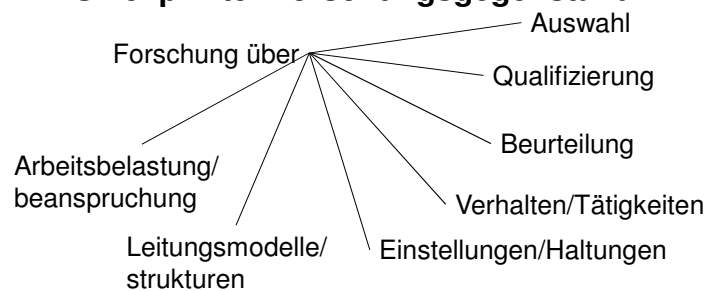 Auswahl
Forschung über
Qualifizierung
Beurteilung
Arbeitsbelastung/
beanspruchung
Verhalten/Tätigkeiten
Leitungsmodelle/
strukturen
Einstellungen/Haltungen